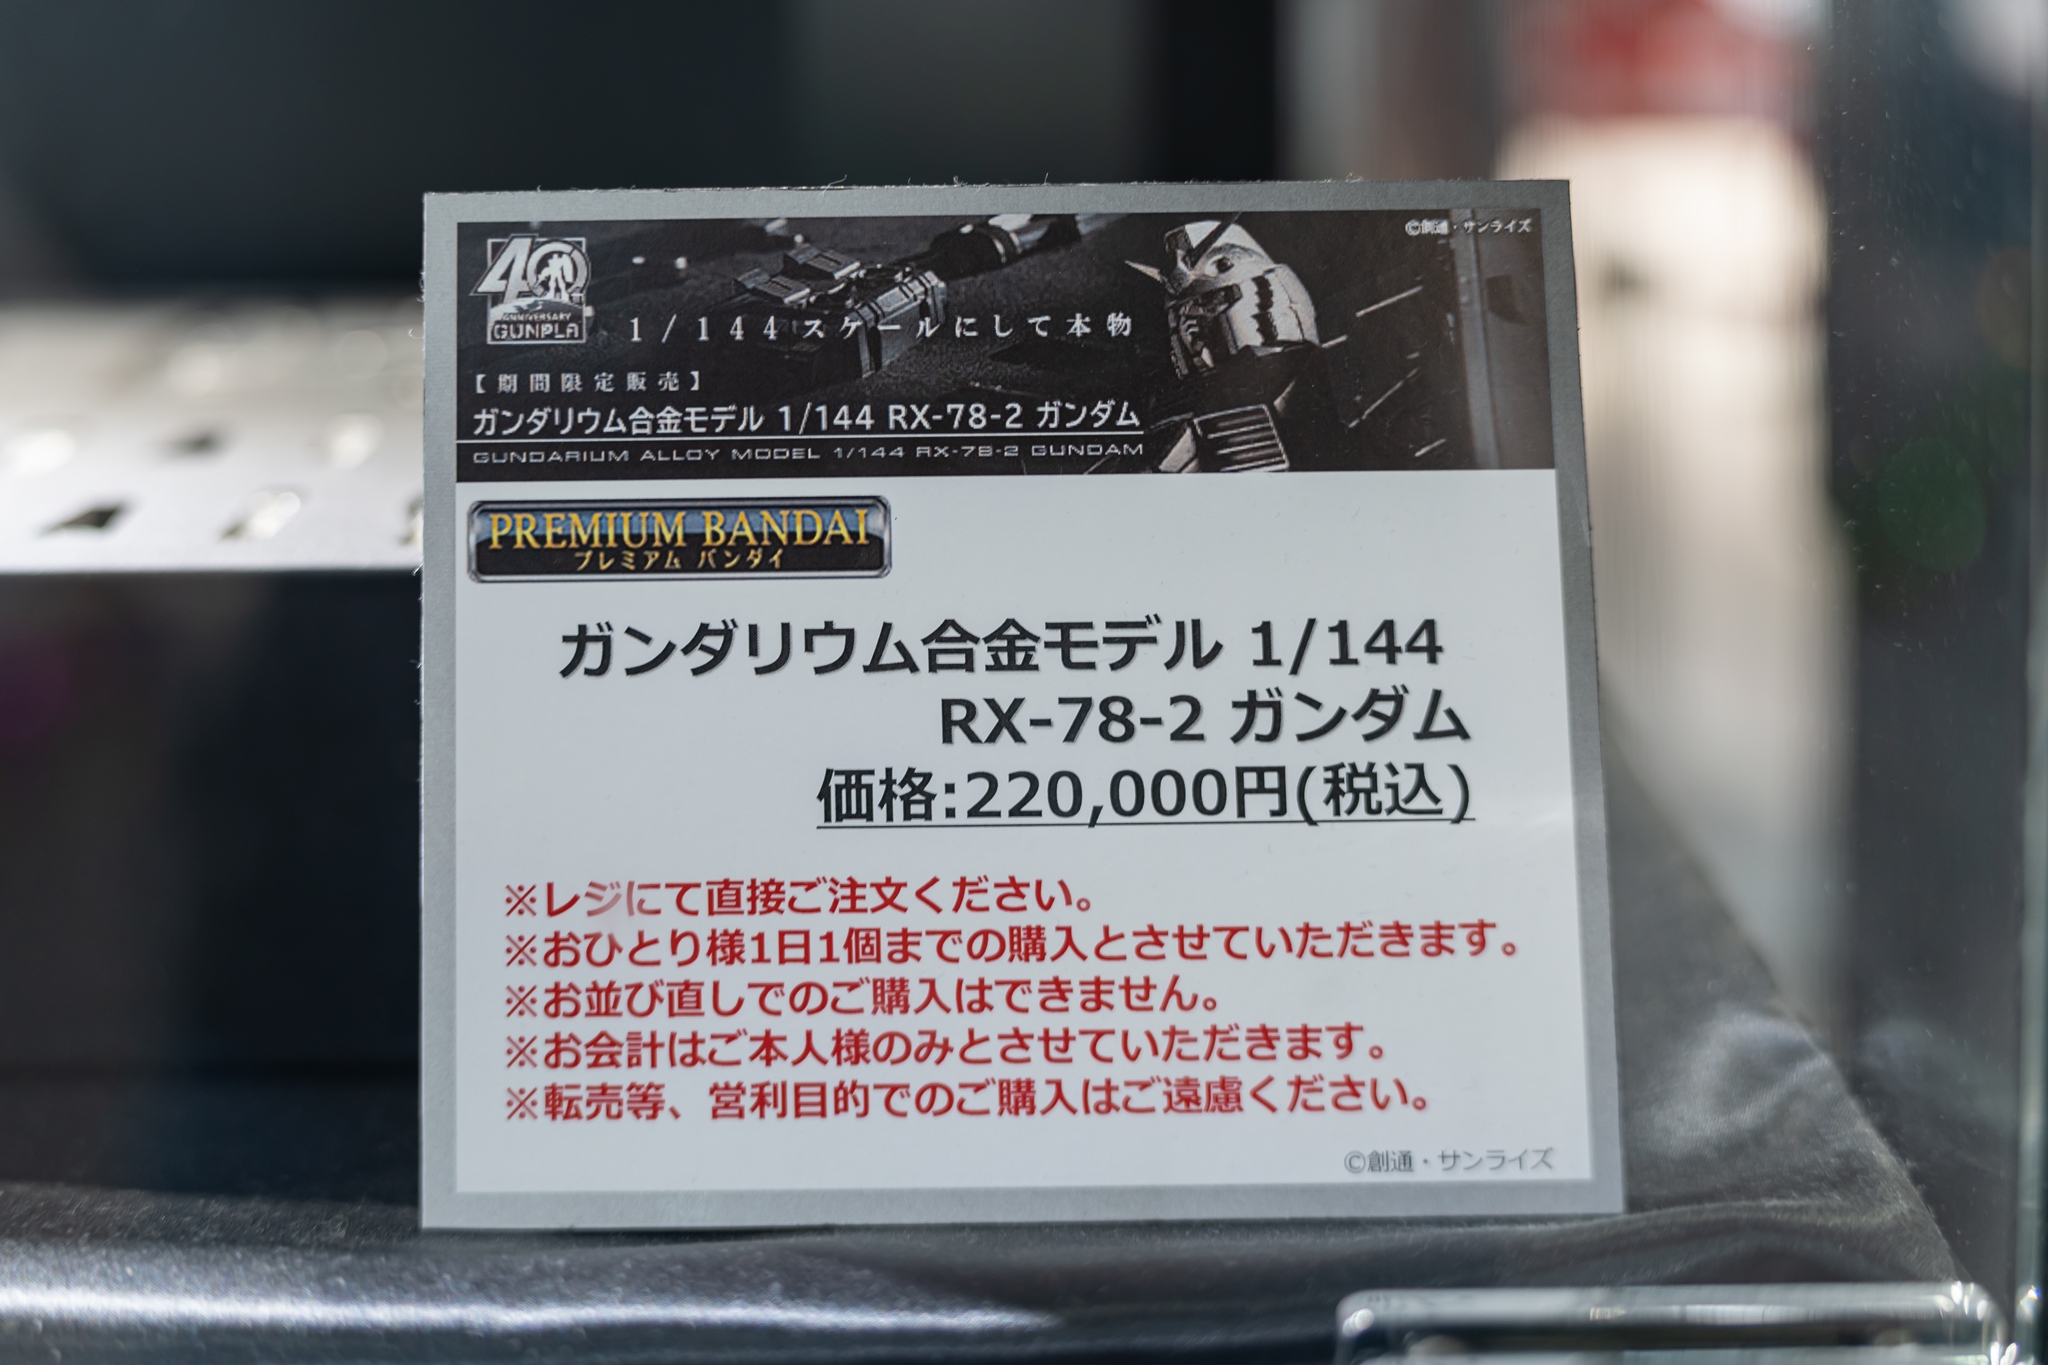 ©創通・サンライズ
40
ANNIVERSARY
GUNPLA
1/144スケールにして本物
【期間限定販売】
ガンダリウム合金モデル 1/144 RX-78-2 ガンダム
GUNDARIUM ALLOY MODEL 1/144 RX-78-2 GUNDAM
PREMIUM BANDAI
プレミアム バンダイ
ガンダリウム合金モデル 1/144
RX-78-2 ガンダム
価格:220,000円(税込)
※レジにて直接ご注文ください。
※おひとり様1日1個までの購入とさせていただきます。
※お並び直しでのご購入はできません。
※お会計はご本人様のみとさせていただきます。
※転売等、営利目的でのご購入はご遠慮ください。
©創通・サンライズ